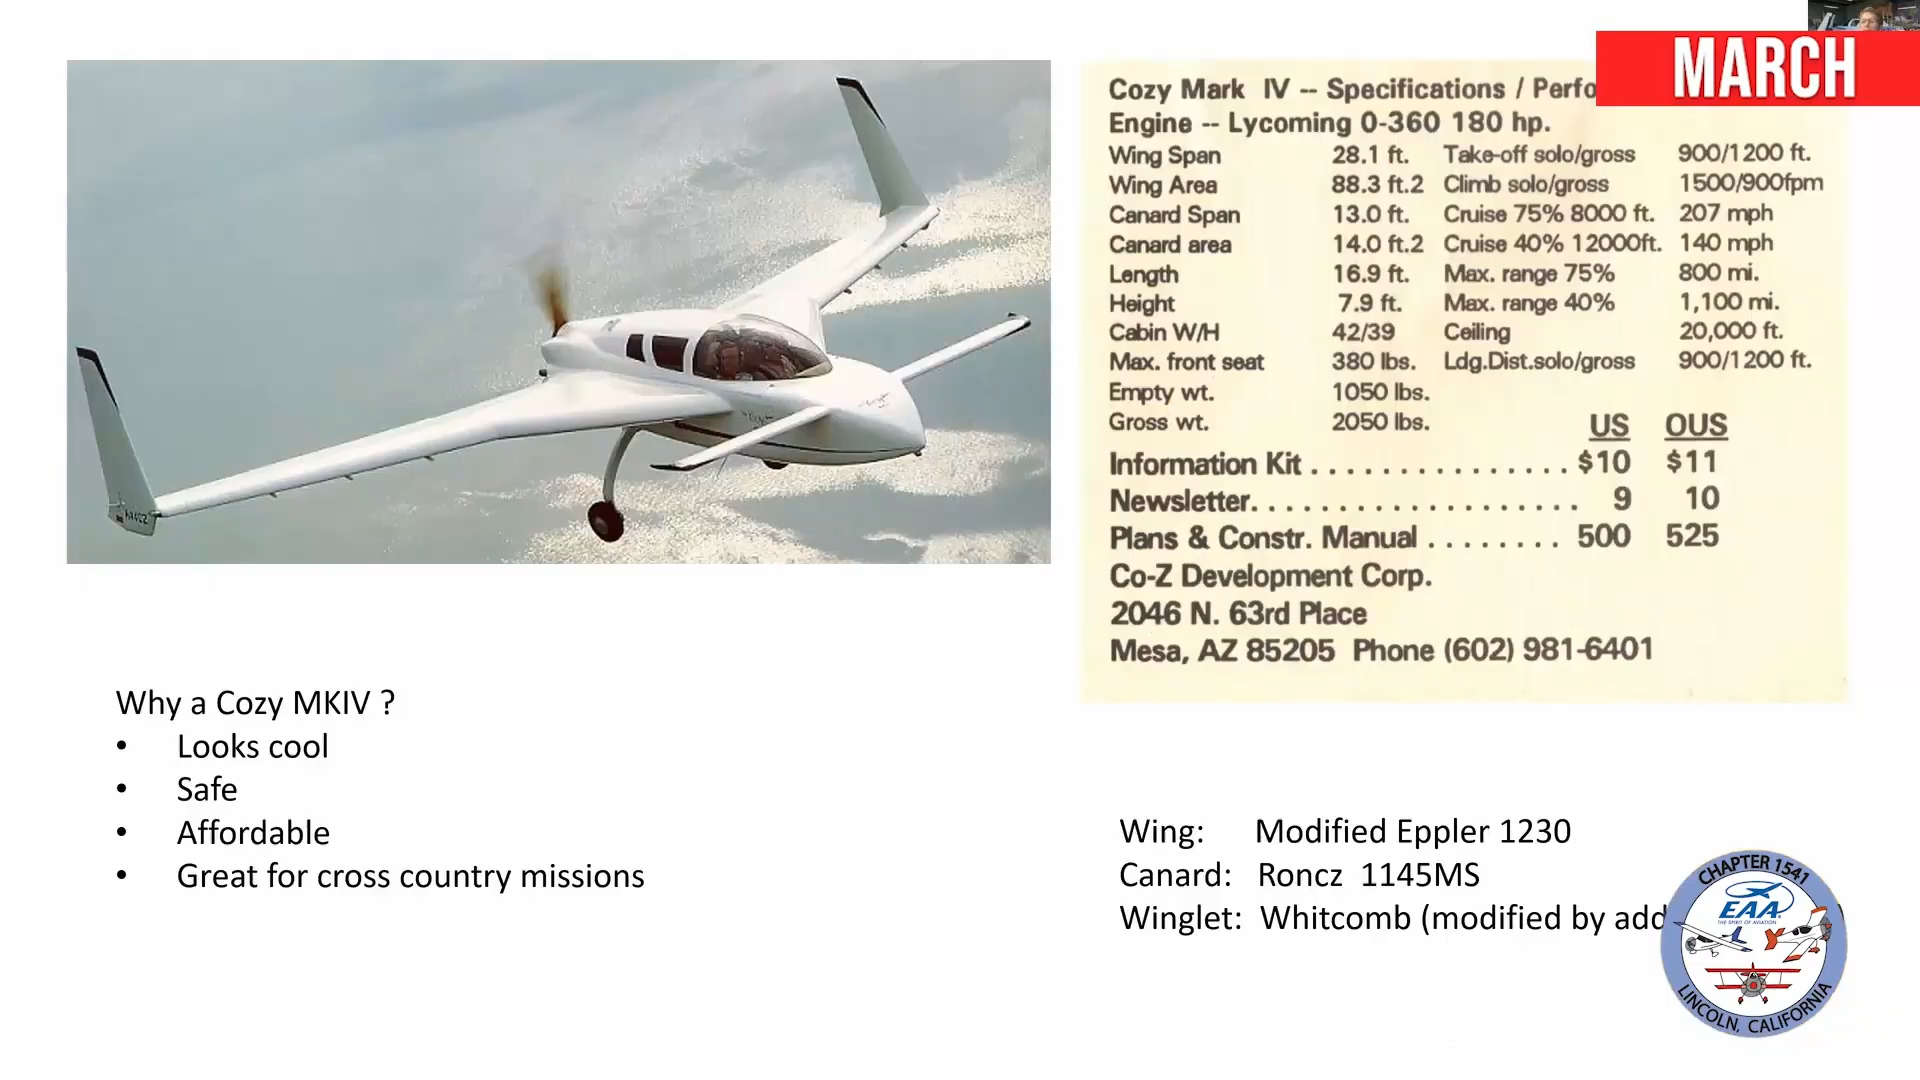 MARCH
Cozy Mark IV -- Specifications / Perfo
Engine -- Lycoming 0-360 180 hp.
Wing Span 28.1 ft. Take-off solo/gross 900/1200 ft.
Wing Area 88.3 ft.2 Climb solo/gross 1500/900fpm
Canard Span 13.0 ft. Cruise 75% 8000 ft. 207 mph
Canard area 14.0 ft.2 Cruise 40% 12000ft. 140 mph
Length 16.9 ft. Max. range 75% 800 mi.
Height 7.9 ft. Max. range 40% 1,100 mi.
Cabin W/H 42/39 Ceiling 20,000 ft.
Max. front seat 380 lbs. Ldg.Dist.solo/gross 900/1200 ft.
Empty wt. 1050 lbs.
Gross wt. 2050 lbs.
US OUS
Information Kit . . . . . . . . . . . . . . . $10 $11
Newsletter. . . . . . . . . . . . . . . . . . . 9 10
Plans & Constr. Manual . . . . . . . . 500 525
Co-Z Development Corp.
2046 N. 63rd Place
Mesa, AZ 85205 Phone (602) 981-6401
Why a Cozy MKIV ?
• Looks cool
• Safe
• Affordable
• Great for cross country missions
Wing: Modified Eppler 1230
Canard: Roncz 1145MS
Winglet: Whitcomb (modified by add
CHAPTER 1541
EAA
THE SPIRIT OF AVIATION
LINCOLN, CALIFORNIA